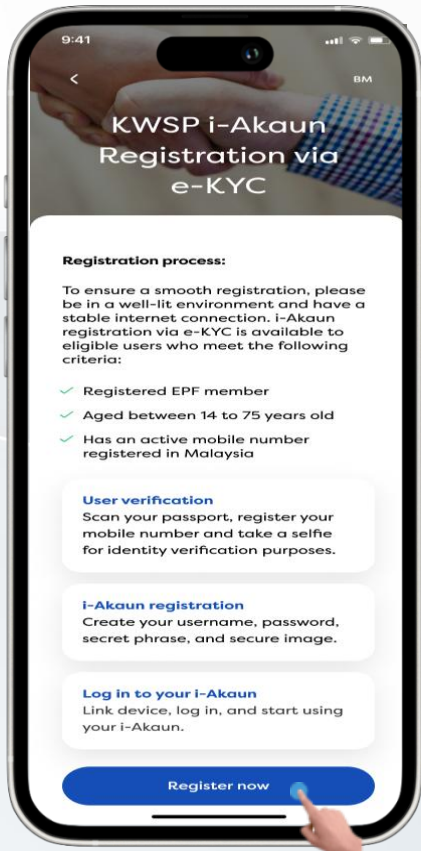 9:41
BM
KWSP i-Akaun
Registration via
e-KYC
Registration process:
To ensure a smooth registration, please
be in a well-lit environment and have a
stable internet connection. i-Akaun
registration via e-KYC is available to
eligible users who meet the following
criteria:
Registered EPF member
Aged between 14 to 75 years old
Has an active mobile number
registered in Malaysia
User verification
Scan your passport, register your
mobile number and take a selfie
for identity verification purposes.
i-Akaun registration
Create your username, password,
secret phrase, and secure image.
Log in to your i-Akaun
Link device, log in, and start using
your i-Akaun.
Register now